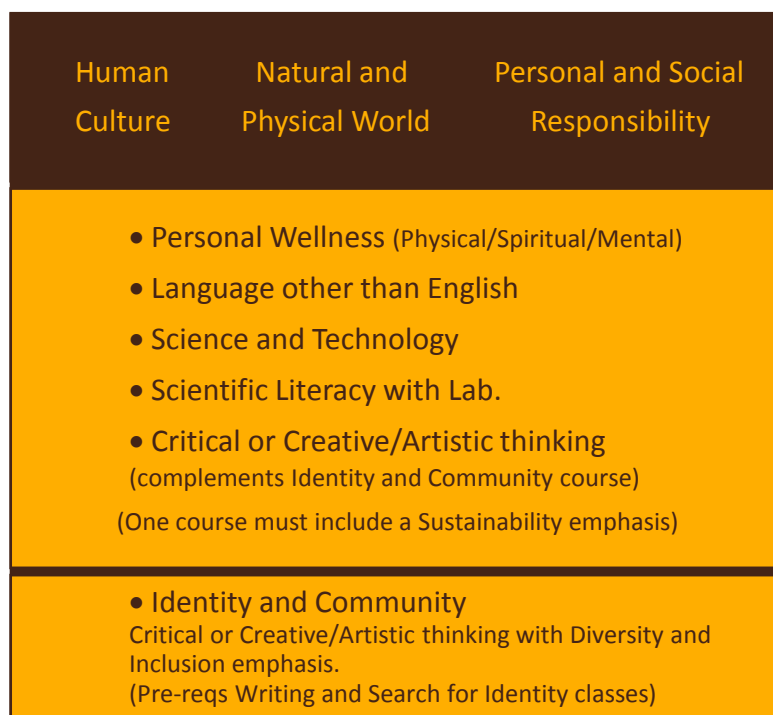 Human Culture
Natural and Physical World
Personal and Social Responsibility
• Personal Wellness (Physical/Spiritual/Mental)
• Language other than English
• Science and Technology
• Scientific Literacy with Lab.
• Critical or Creative/Artistic thinking
(complements Identity and Community course)
(One course must include a Sustainability emphasis)
• Identity and Community
Critical or Creative/Artistic thinking with Diversity and
Inclusion emphasis.
(Pre-reqs Writing and Search for Identity classes)